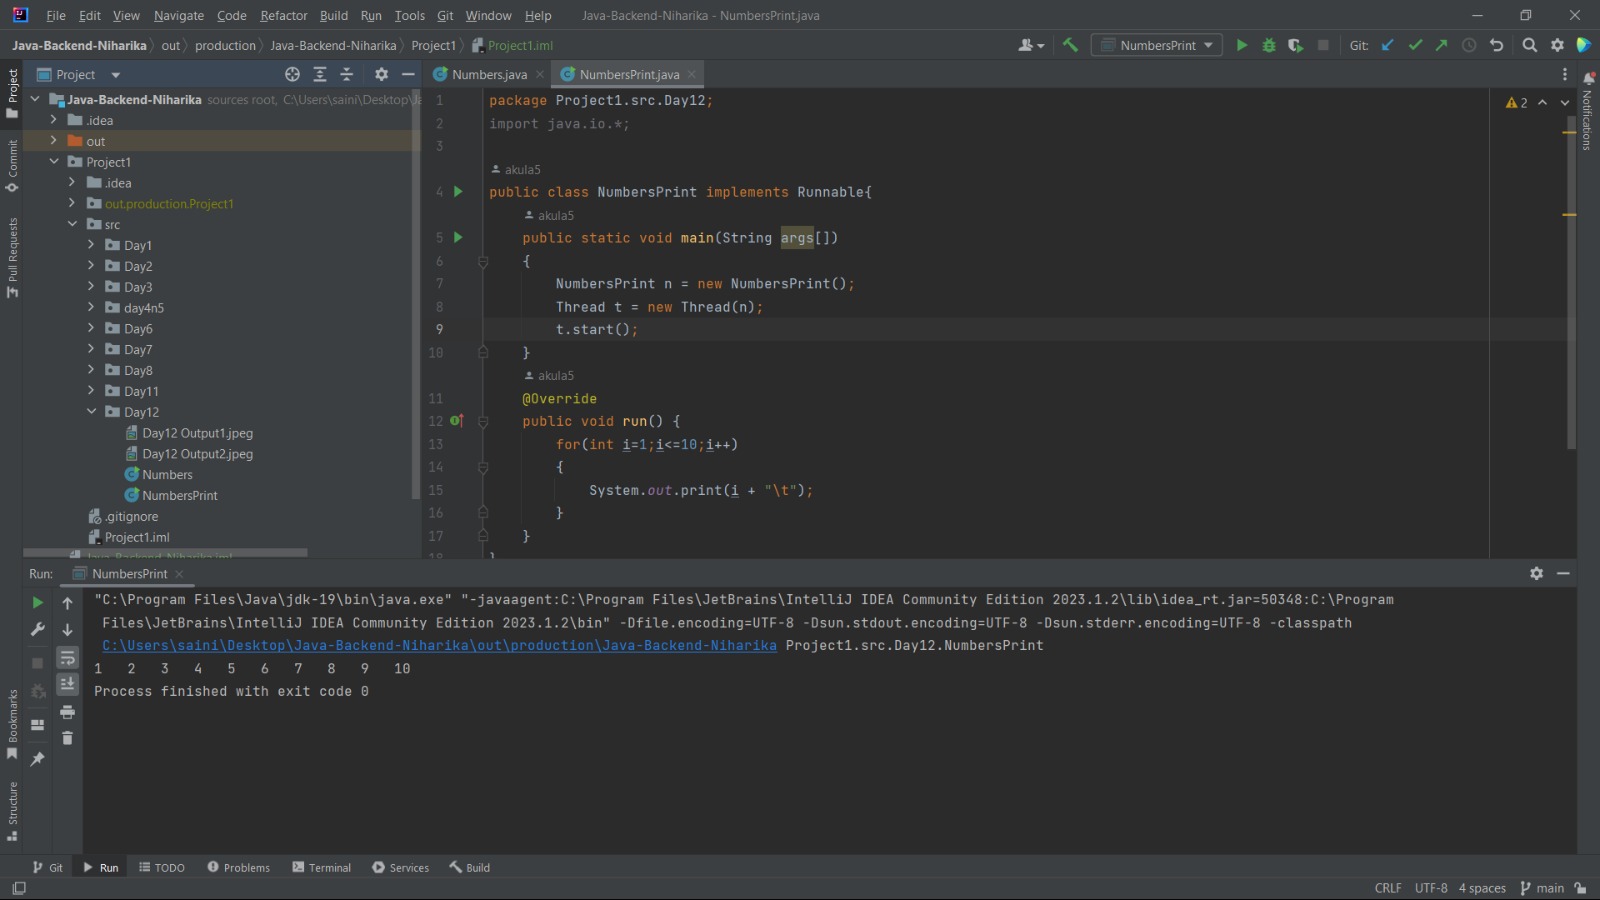 File Edit View Navigate Code Refactor Build Run Tools Git Window Help Java-Backend-Niharika - NumbersPrint.java
Java-Backend-Niharika out production Java-Backend-Niharika Project1 Project1.iml NumbersPrint Git:
Project Numbers.java NumbersPrint.java
Project
Commit
Pull Requests
Bookmarks
Structure
Notifications
Java-Backend-Niharika sources root, C:\Users\saini\Desktop\Ja
.idea
out
Project1
.idea
out.production.Project1
src
Day1
Day2
Day3
day4n5
Day6
Day7
Day8
Day11
Day12
Day12 Output1.jpeg
Day12 Output2.jpeg
Numbers
NumbersPrint
.gitignore
Project1.iml
Java-Backend-Niharika.iml
2
1 package Project1.src.Day12;
2 import java.io.*;
3
akula5
4 public class NumbersPrint implements Runnable{
akula5
5 public static void main(String args[])
6 {
7 NumbersPrint n = new NumbersPrint();
8 Thread t = new Thread(n);
9 t.start();
10 }
akula5
11 @Override
12 public void run() {
13 for(int i=1;i<=10;i++)
14 {
15 System.out.print(i + "\t");
16 }
17 }
18 }
Run: NumbersPrint
"C:\Program Files\Java\jdk-19\bin\java.exe" "-javaagent:C:\Program Files\JetBrains\IntelliJ IDEA Community Edition 2023.1.2\lib\idea_rt.jar=50348:C:\Program
Files\JetBrains\IntelliJ IDEA Community Edition 2023.1.2\bin" -Dfile.encoding=UTF-8 -Dsun.stdout.encoding=UTF-8 -Dsun.stderr.encoding=UTF-8 -classpath
C:\Users\saini\Desktop\Java-Backend-Niharika\out\production\Java-Backend-Niharika Project1.src.Day12.NumbersPrint
1 2 3 4 5 6 7 8 9 10
Process finished with exit code 0
Git Run TODO Problems Terminal Services Build
CRLF UTF-8 4 spaces main